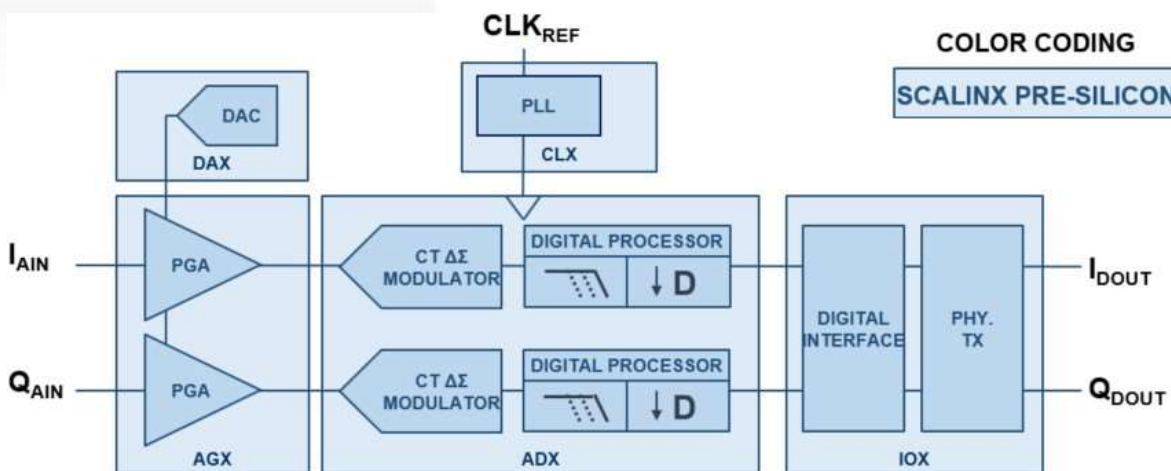 CLKREF
COLOR CODING
SCALINX PRE-SILICON
PLL
CLX
DAC
DAX
IAIN
PGA
CT ΔΣ
MODULATOR
DIGITAL PROCESSOR
↓ D
IDOUT
DIGITAL
INTERFACE
PHY.
TX
QAIN
PGA
CT ΔΣ
MODULATOR
DIGITAL PROCESSOR
↓ D
QDOUT
AGX
ADX
IOX